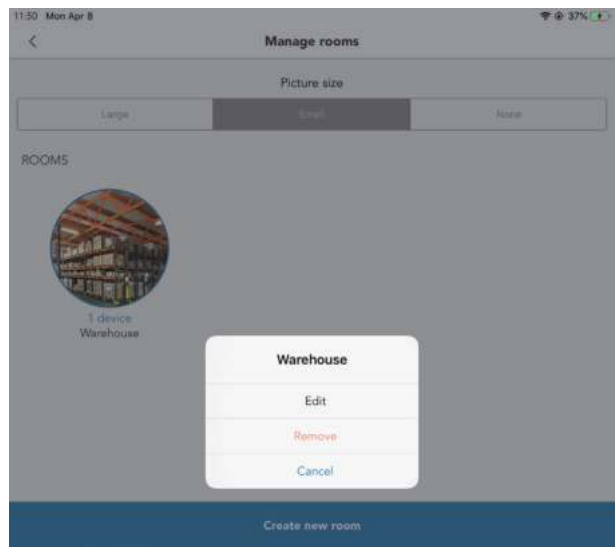 11:50 Mon Apr 8
37%
Manage rooms
Picture size
Large
Small
None
ROOMS
1 device
Warehouse
Warehouse
Edit
Remove
Cancel
Create new room